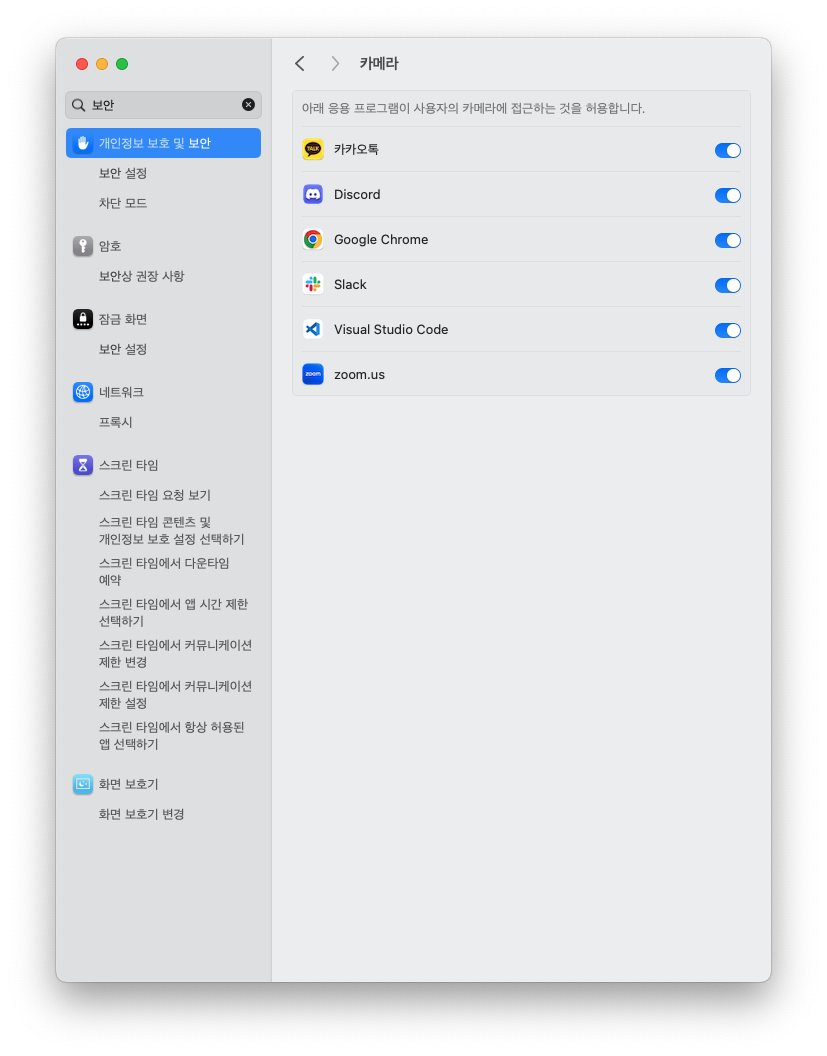 보안
개인정보 보호 및 보안
보안 설정
차단 모드
암호
보안상 권장 사항
잠금 화면
보안 설정
네트워크
프록시
스크린 타임
스크린 타임 요청 보기
스크린 타임 콘텐츠 및
개인정보 보호 설정 선택하기
스크린 타임에서 다운타임
예약
스크린 타임에서 앱 시간 제한
선택하기
스크린 타임에서 커뮤니케이션
제한 변경
스크린 타임에서 커뮤니케이션
제한 설정
스크린 타임에서 항상 허용된
앱 선택하기
화면 보호기
화면 보호기 변경
카메라
아래 응용 프로그램이 사용자의 카메라에 접근하는 것을 허용합니다.
TALK 카카오톡
Discord
Google Chrome
Slack
Visual Studio Code
zoom zoom.us